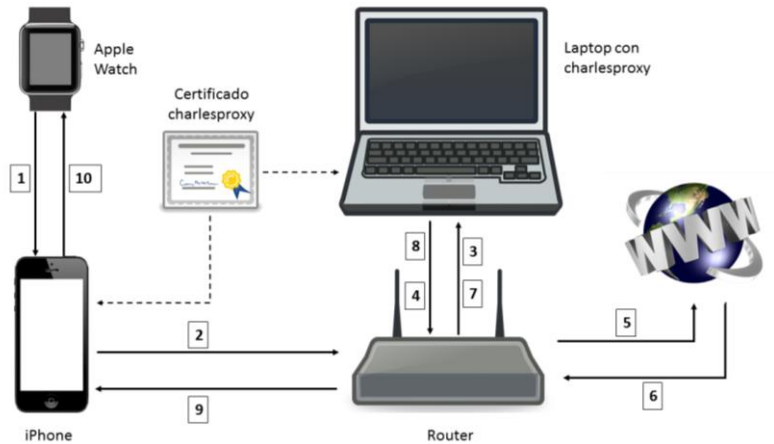 Apple
Watch
Laptop con
charlesproxy
Certificado
charlesproxy
1
10
8
3
4
7
WWW
2
5
9
6
iPhone
Router